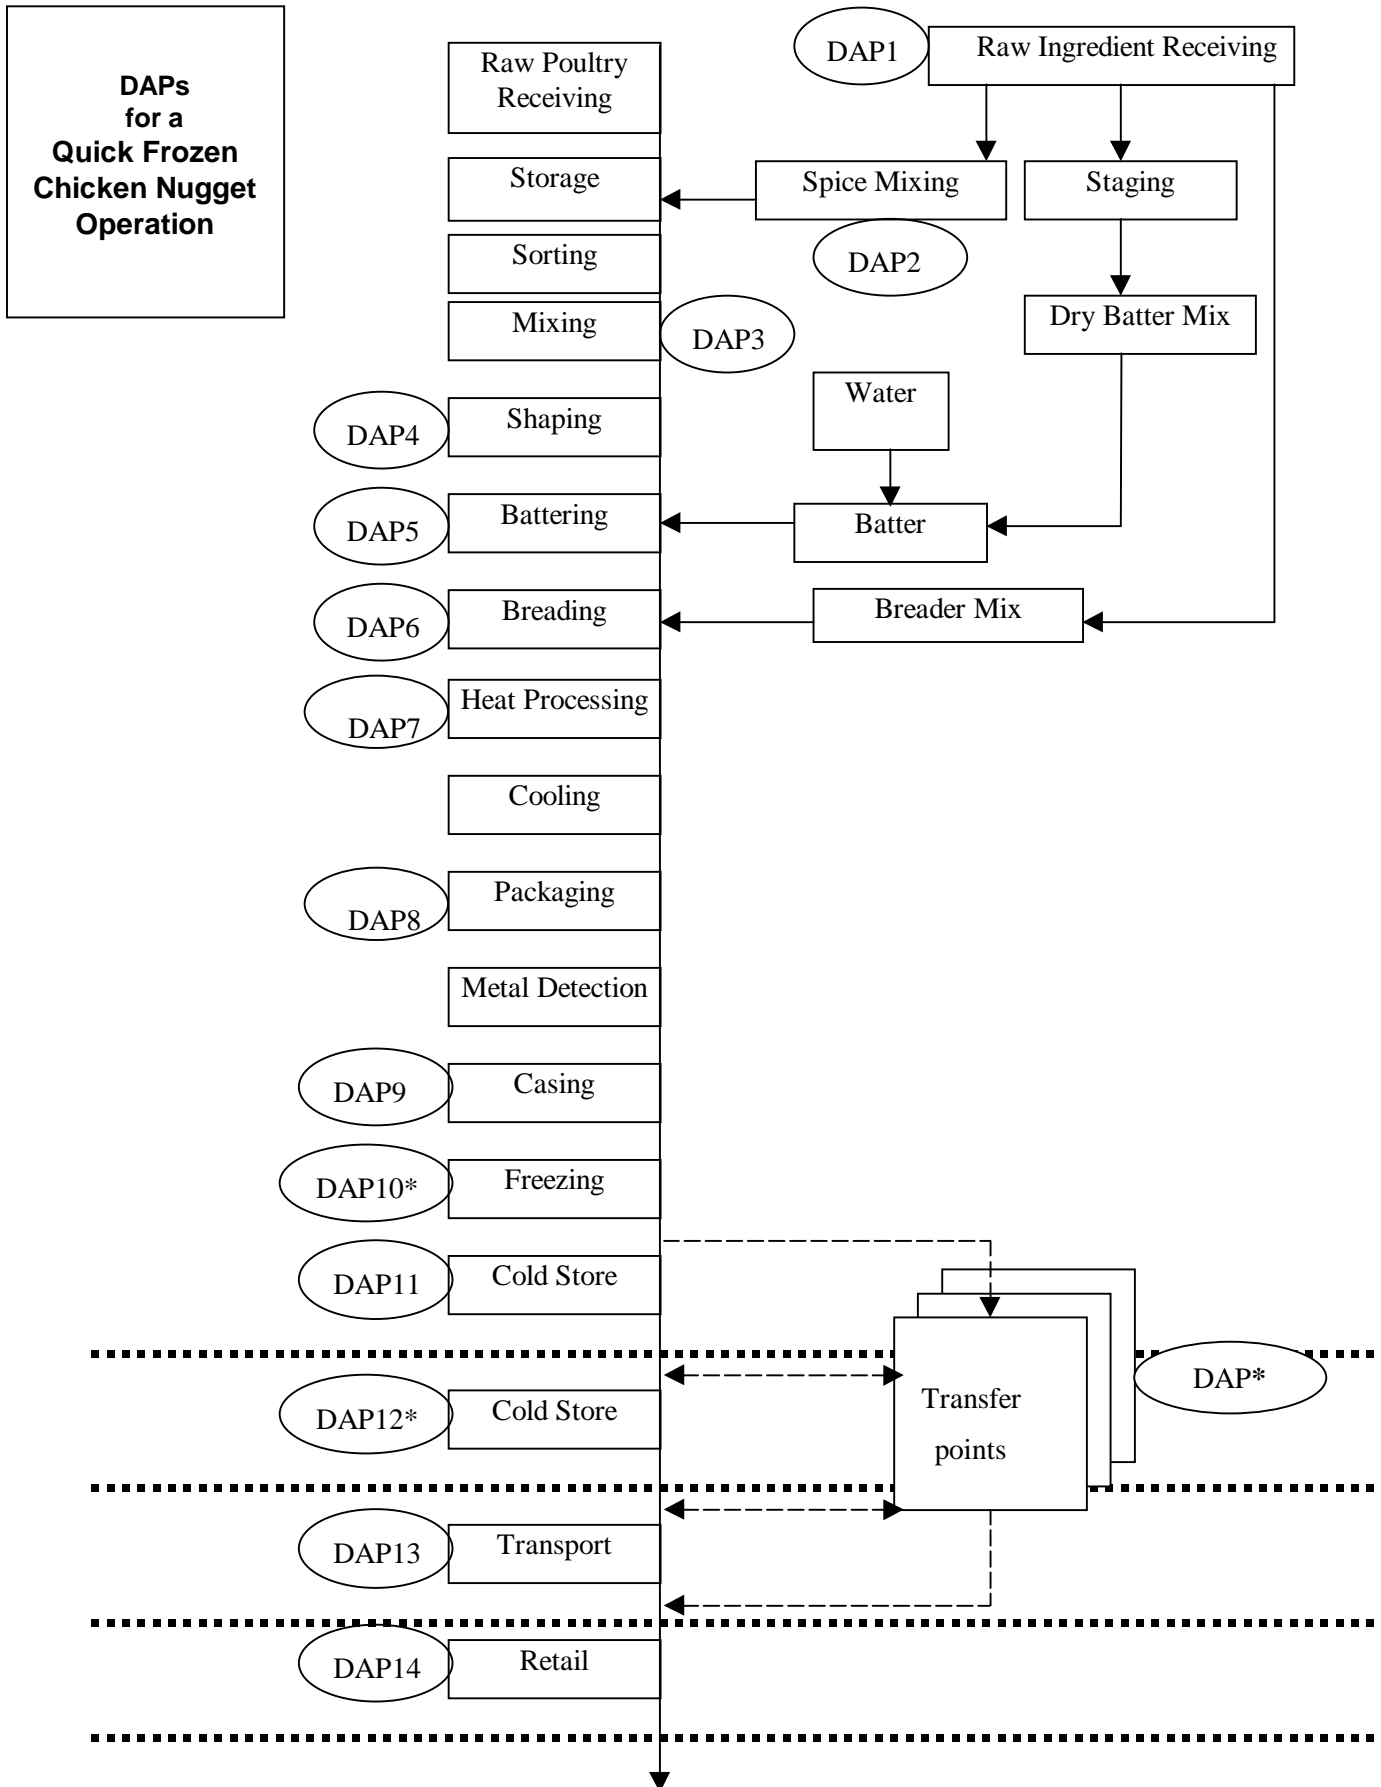 DAPs
for a
Quick Frozen
Chicken Nugget
Operation
Raw Poultry
Receiving
DAP1
Raw Ingredient Receiving
Storage
Spice Mixing
Staging
DAP2
Sorting
Mixing
DAP3
Dry Batter Mix
Water
DAP4
Shaping
DAP5
Battering
Batter
DAP6
Breading
Breader Mix
DAP7
Heat Processing
Cooling
DAP8
Packaging
Metal Detection
DAP9
Casing
DAP10*
Freezing
DAP11
Cold Store
DAP12*
Cold Store
Transfer
points
DAP*
DAP13
Transport
DAP14
Retail